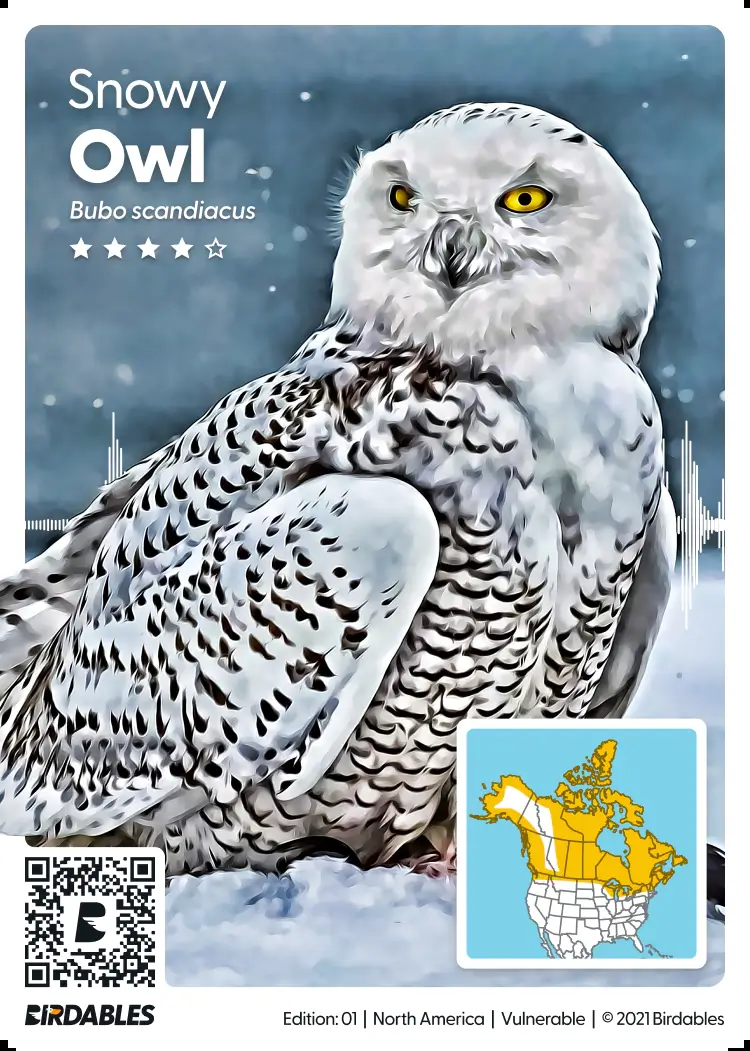 Snowy
Owl
Bubo scandiacus
BIRDABLES
Edition: 01 | North America | Vulnerable | © 2021 Birdables